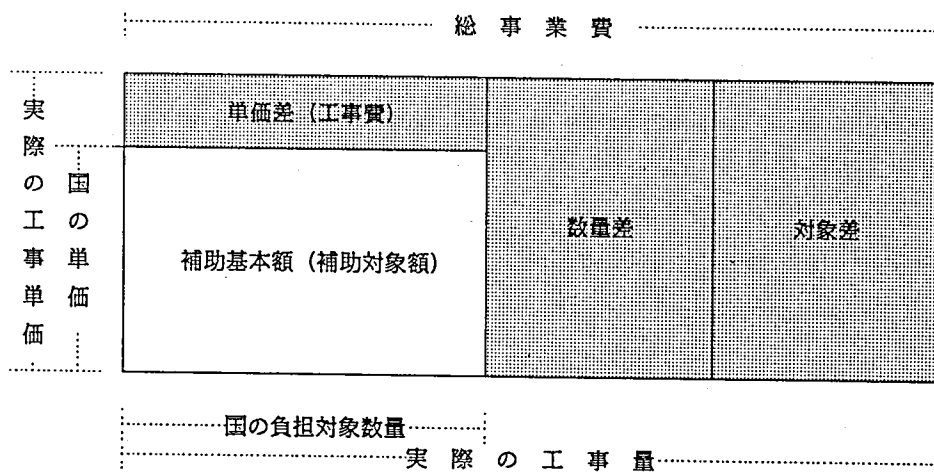 総事業費
単価差（工事費）
実際の工事単価
国の単価
補助基本額（補助対象額）
数量差
対象差
国の負担対象数量
実際の工事量